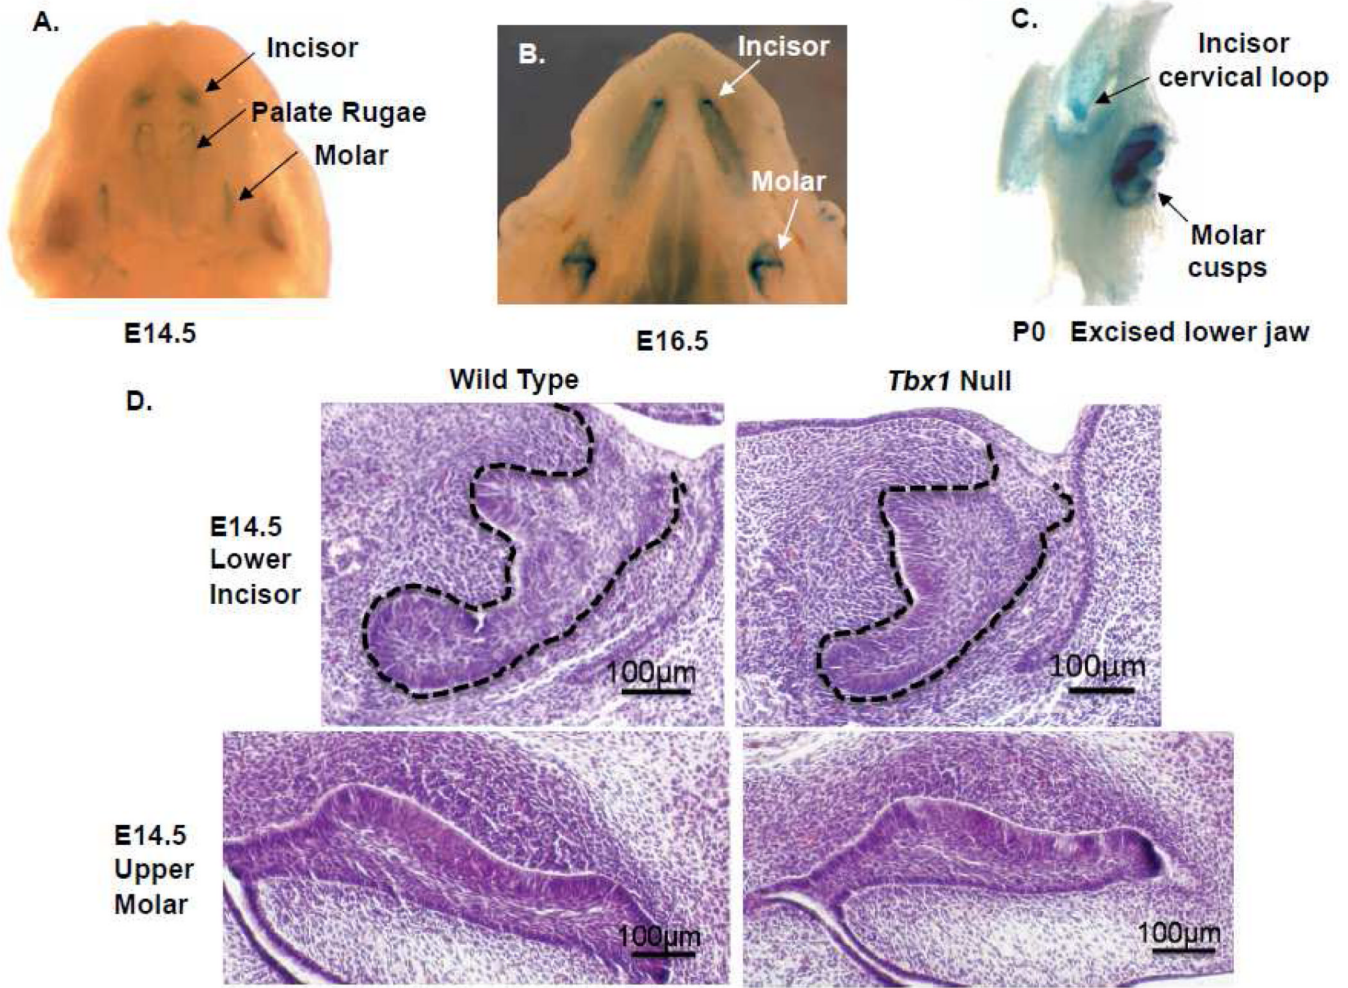 A.
Incisor
Palate Rugae
Molar
E14.5
B.
Incisor
Molar
E16.5
C.
Incisor
cervical loop
Molar
cusps
P0 Excised lower jaw
D.
Wild Type
Tbx1 Null
E14.5
Lower
Incisor
100µm
100µm
E14.5
Upper
Molar
100µm
100µm